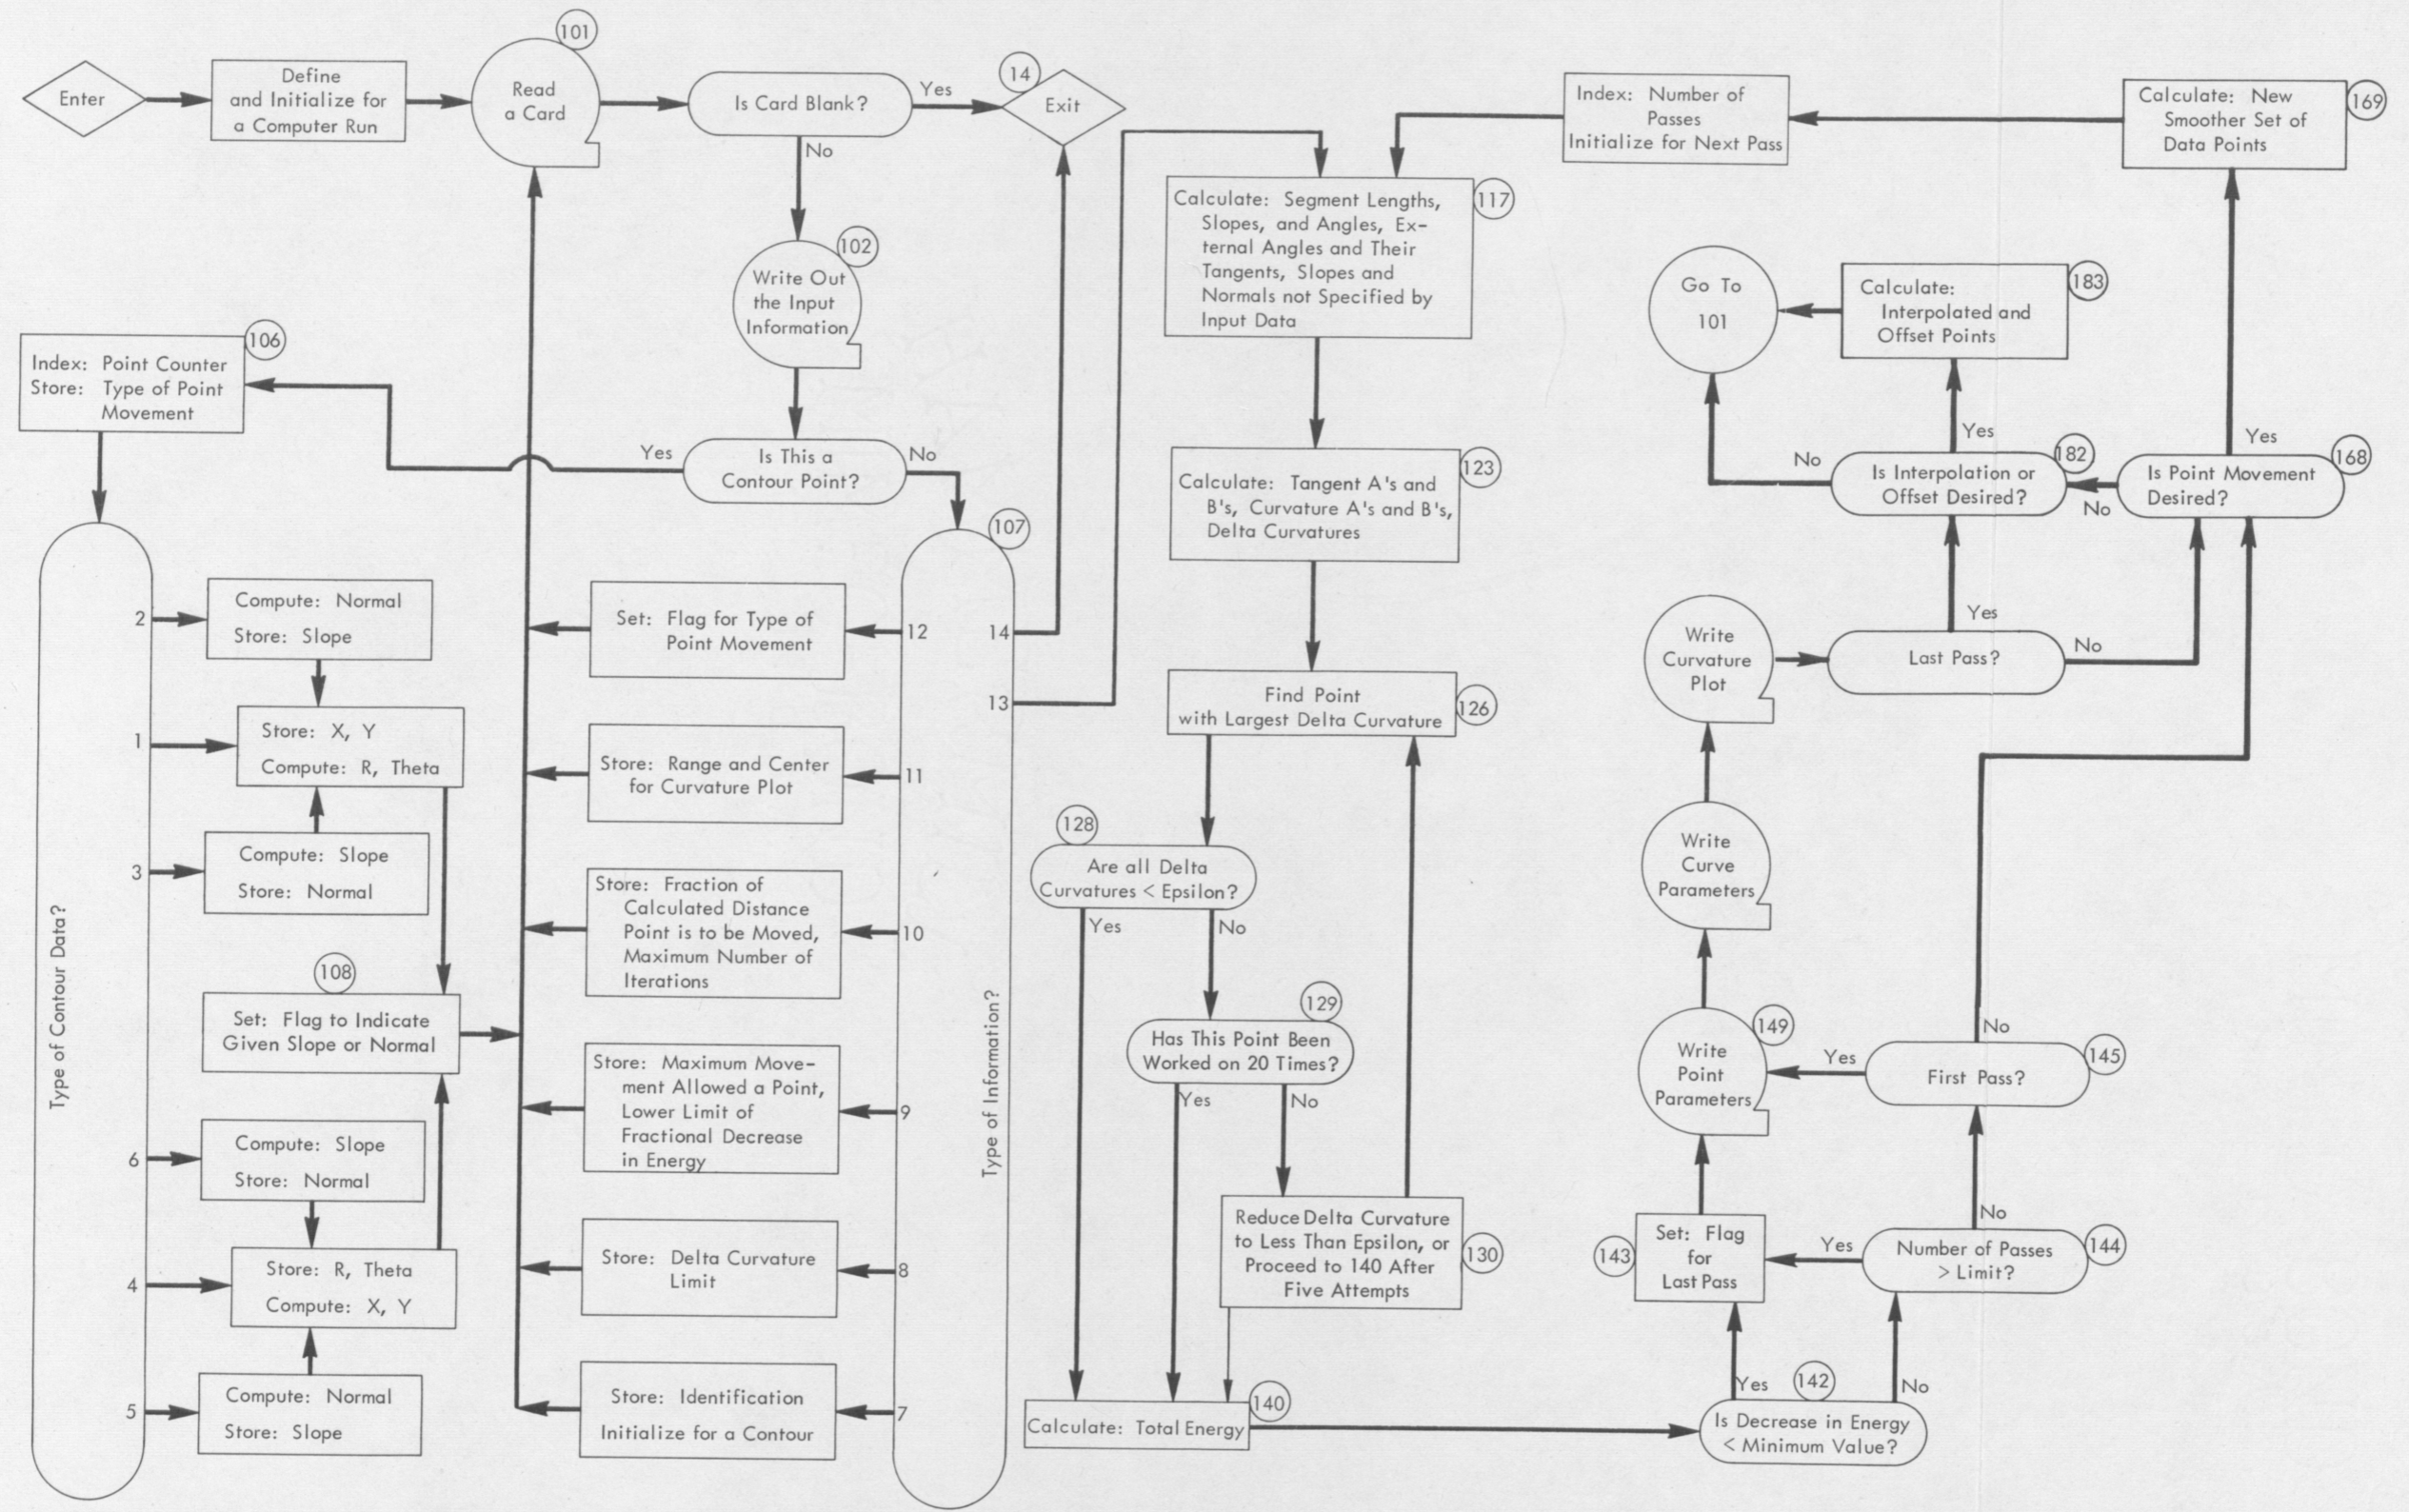 Enter
Define
and Initialize for
a Computer Run
101
Read
a Card
Is Card Blank?
Yes
No
14
Exit
102
Write Out
the Input
Information
Is This a
Contour Point?
Yes
No
106
Index: Point Counter
Store: Type of Point
Movement
Type of Contour Data?
2
Compute: Normal
Store: Slope
1
Store: X, Y
Compute: R, Theta
3
Compute: Slope
Store: Normal
108
Set: Flag to Indicate
Given Slope or Normal
6
Compute: Slope
Store: Normal
4
Store: R, Theta
Compute: X, Y
5
Compute: Normal
Store: Slope
107
Type of Information?
14
13
12
Set: Flag for Type of
Point Movement
11
Store: Range and Center
for Curvature Plot
10
Store: Fraction of
Calculated Distance
Point is to be Moved,
Maximum Number of
Iterations
9
Store: Maximum Move-
ment Allowed a Point,
Lower Limit of
Fractional Decrease
in Energy
8
Store: Delta Curvature
Limit
7
Store: Identification
Initialize for a Contour
117
Calculate: Segment Lengths,
Slopes, and Angles, Ex-
ternal Angles and Their
Tangents, Slopes and
Normals not Specified by
Input Data
123
Calculate: Tangent A's and
B's, Curvature A's and B's,
Delta Curvatures
126
Find Point
with Largest Delta Curvature
128
Are all Delta
Curvatures < Epsilon?
Yes
No
129
Has This Point Been
Worked on 20 Times?
Yes
No
130
Reduce Delta Curvature
to Less Than Epsilon, or
Proceed to 140 After
Five Attempts
140
Calculate: Total Energy
142
Is Decrease in Energy
< Minimum Value?
Yes
No
143
Set: Flag
for
Last Pass
144
Number of Passes
> Limit?
Yes
No
145
First Pass?
Yes
No
149
Write
Point
Parameters
Write
Curve
Parameters
Write
Curvature
Plot
Last Pass?
Yes
No
168
Is Point Movement
Desired?
Yes
No
182
Is Interpolation or
Offset Desired?
Yes
No
183
Calculate:
Interpolated and
Offset Points
Go To
101
169
Calculate: New
Smoother Set of
Data Points
Index: Number of
Passes
Initialize for Next Pass